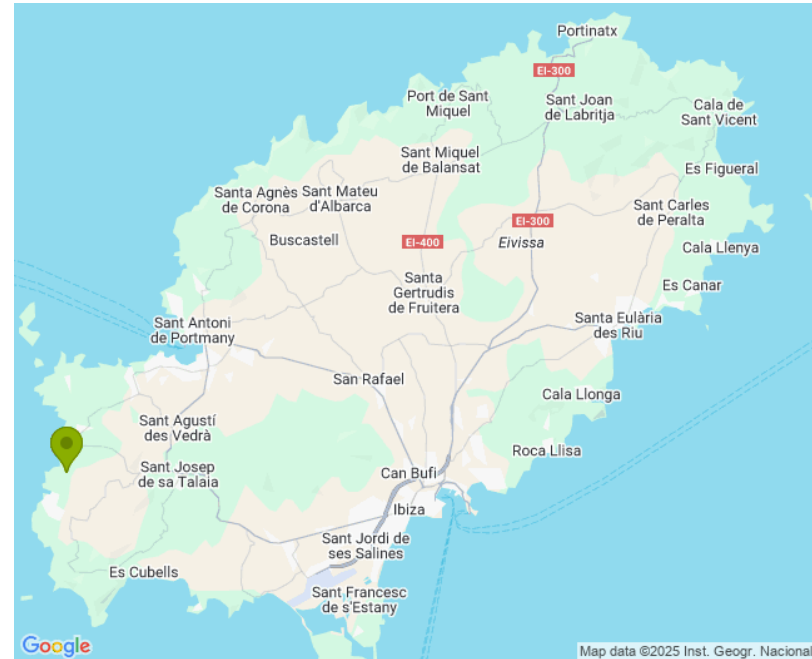 Portinatx
EI-300
Port de Sant
Miquel
Sant Joan
de Labritja
Cala de
Sant Vicent
Sant Miquel
de Balansat
Es Figueral
Santa Agnès
de Corona
Sant Mateu
d'Albarca
Sant Carles
de Peralta
EI-300
Buscastell
EI-400
Eivissa
Cala Llenya
Santa
Gertrudis
de Fruitera
Es Canar
Sant Antoni
de Portmany
Santa Eulària
des Riu
San Rafael
Cala Llonga
Sant Agustí
des Vedrà
Roca Llisa
Sant Josep
de sa Talaia
Can Bufi
Ibiza
Sant Jordi de
ses Salines
Es Cubells
Sant Francesc
de s'Estany
Google
Map data ©2025 Inst. Geogr. Nacional